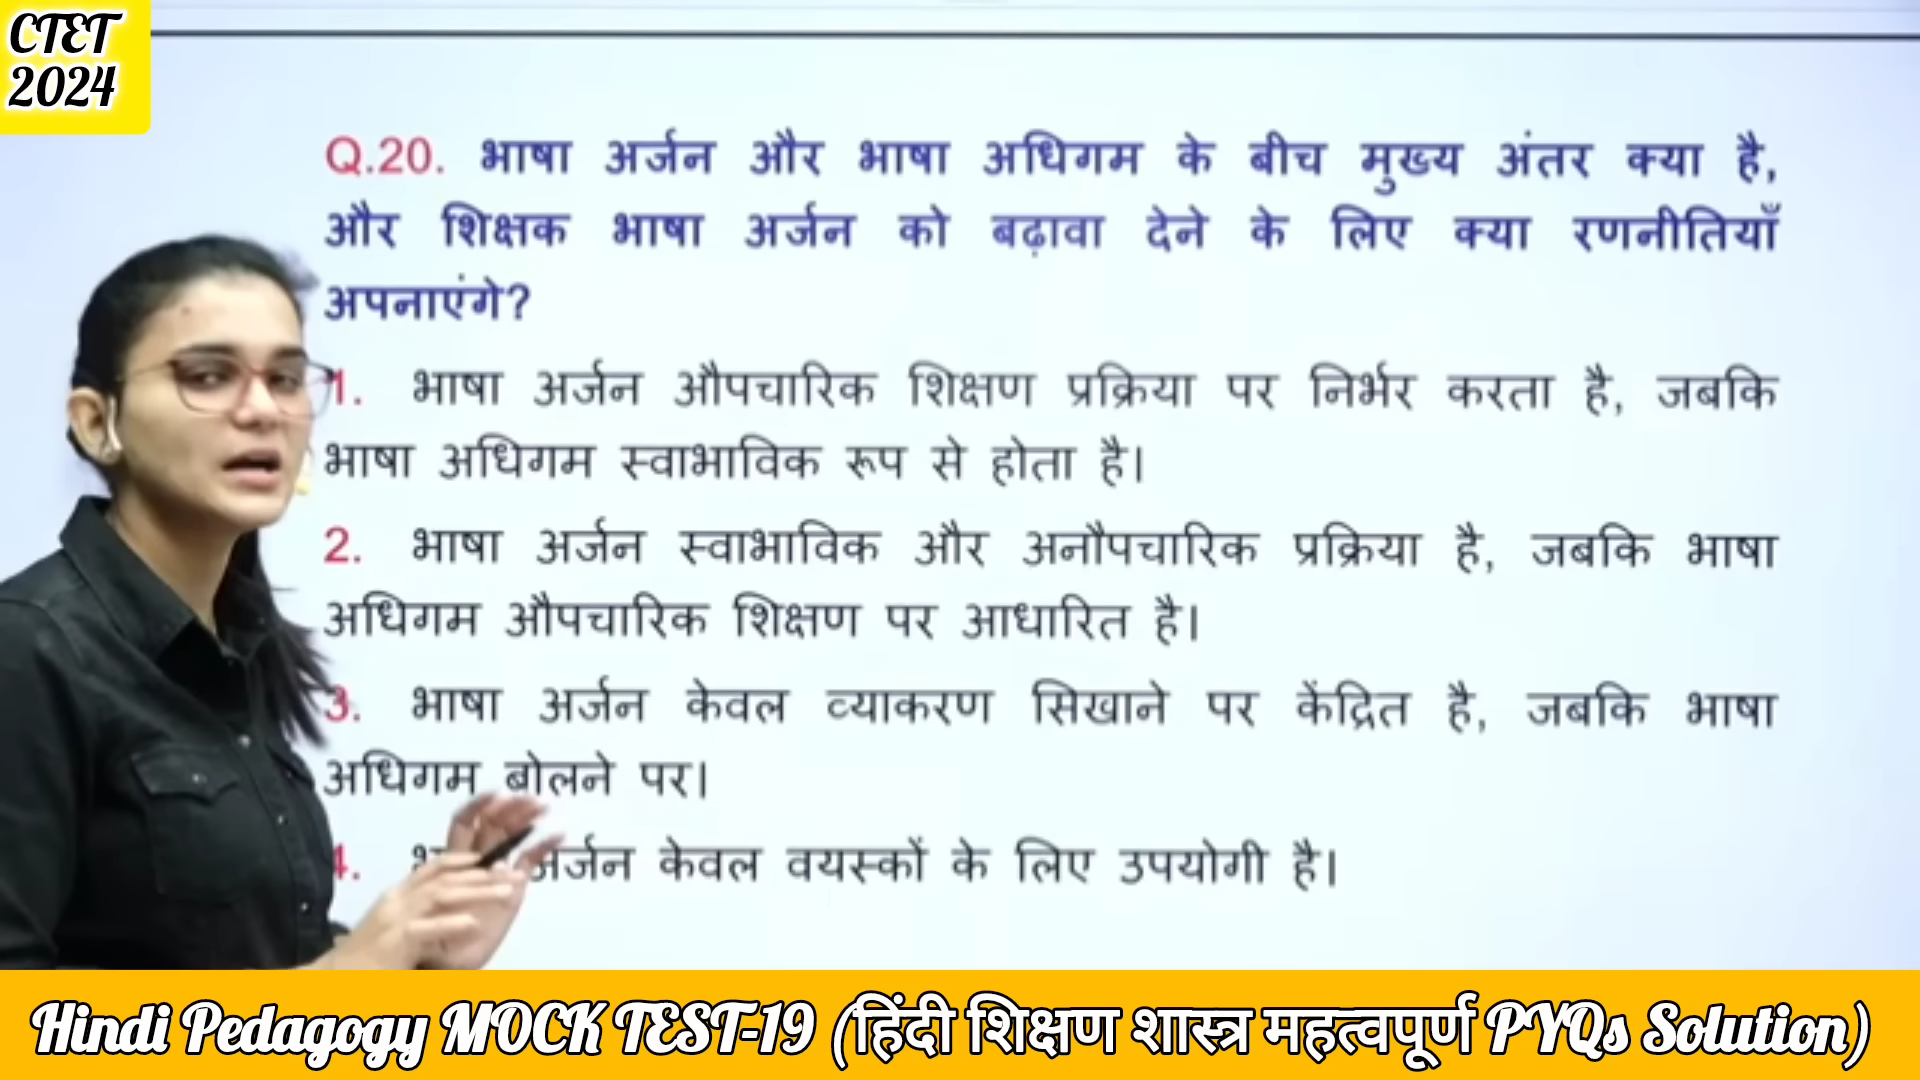 CTET
2024
Q.20. भाषा अर्जन और भाषा अधिगम के बीच मुख्य अंतर क्या है,
और शिक्षक भाषा अर्जन को बढ़ावा देने के लिए क्या रणनीतियाँ
अपनाएंगे?
1. भाषा अर्जन औपचारिक शिक्षण प्रक्रिया पर निर्भर करता है, जबकि
भाषा अधिगम स्वाभाविक रूप से होता है।
2. भाषा अर्जन स्वाभाविक और अनौपचारिक प्रक्रिया है, जबकि भाषा
अधिगम औपचारिक शिक्षण पर आधारित है।
3. भाषा अर्जन केवल व्याकरण सिखाने पर केंद्रित है, जबकि भाषा
अधिगम बोलने पर।
4. अर्जन केवल वयस्कों के लिए उपयोगी है।
Hindi Pedagogy MOCK TEST-19 (हिंदी शिक्षण शास्त्र महत्वपूर्ण PYQs Solution)